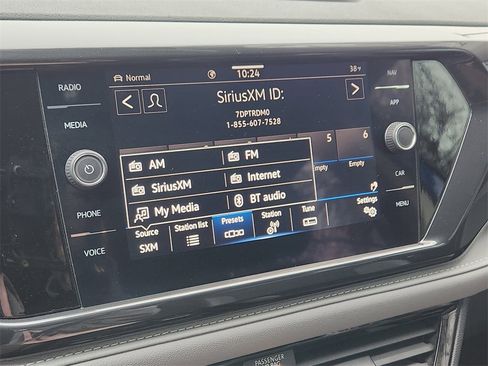 RADIO
MEDIA
PHONE
VOICE
NAV
APP
CAR
MENU
Normal
10:24
38°F
SiriusXM ID:
7DPTRDM0
1-855-607-7528
5
6
Empty
AM
FM
SiriusXM
Internet
My Media
BT audio
Source
SXM
Station list
Presets
Station
Tune
Settings
PASSENGER